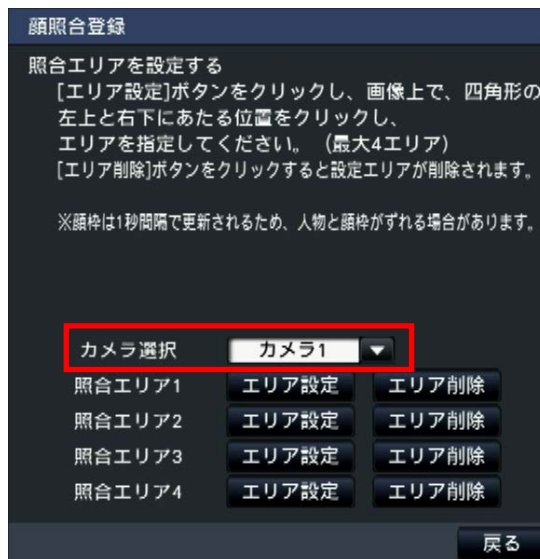 顔照合登録
照合エリアを設定する
[エリア設定]ボタンをクリックし、画像上で、四角形の
左上と右下にあたる位置をクリックし、
エリアを指定してください。（最大4エリア）
[エリア削除]ボタンをクリックすると設定エリアが削除されます。
※顔枠は1秒間隔で更新されるため、人物と顔枠がずれる場合があります。
カメラ選択 カメラ1
照合エリア1 エリア設定 エリア削除
照合エリア2 エリア設定 エリア削除
照合エリア3 エリア設定 エリア削除
照合エリア4 エリア設定 エリア削除
戻る